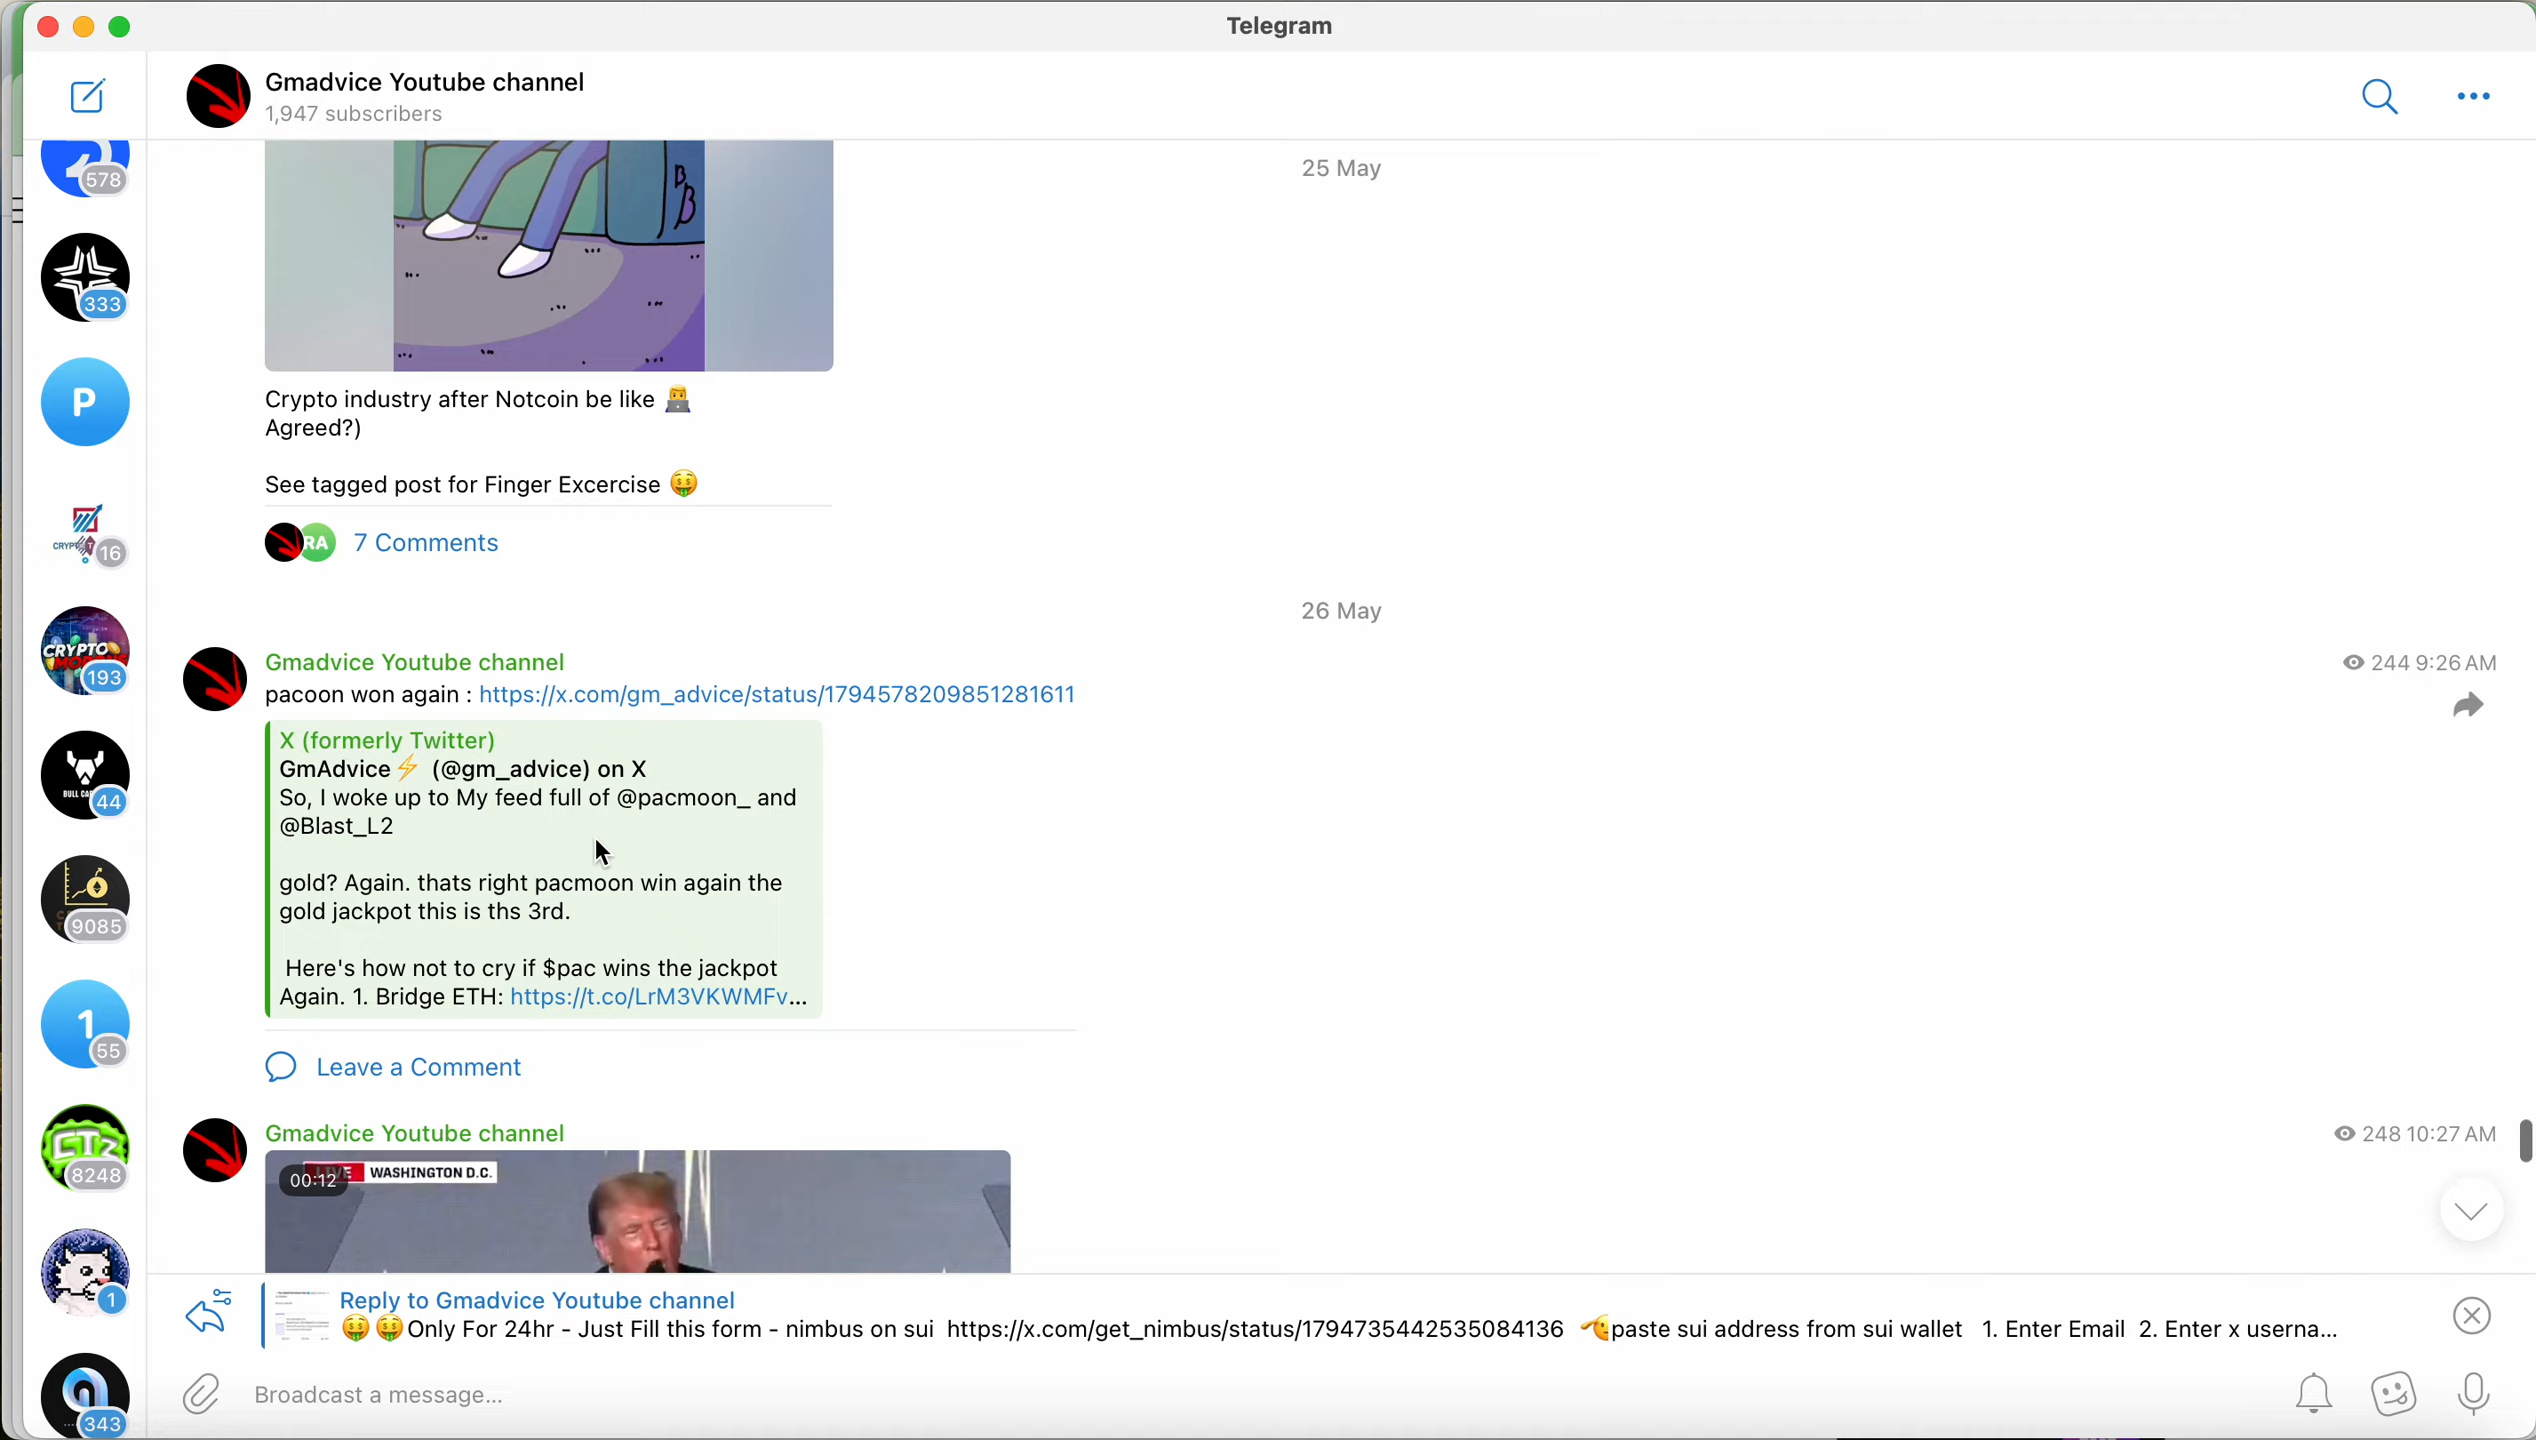 Telegram
Gmadvice Youtube channel
1,947 subscribers
578
333
P
16
193
44
9085
1
55
8248
1
343
25 May
Crypto industry after Notcoin be like 👨‍💻
Agreed?)
See tagged post for Finger Excercise 🤑
RA 7 Comments
26 May
Gmadvice Youtube channel
244 9:26 AM
pacoon won again : https://x.com/gm_advice/status/1794578209851281611
X (formerly Twitter)
GmAdvice⚡ (@gm_advice) on X
So, I woke up to My feed full of @pacmoon_ and
@Blast_L2
gold? Again. thats right pacmoon win again the
gold jackpot this is ths 3rd.
Here's how not to cry if $pac wins the jackpot
Again. 1. Bridge ETH: https://t.co/LrM3VKWMFv...
Leave a Comment
Gmadvice Youtube channel
248 10:27 AM
00:12
WASHINGTON D.C.
Reply to Gmadvice Youtube channel
🤑🤑Only For 24hr - Just Fill this form - nimbus on sui https://x.com/get_nimbus/status/1794735442535084136 🫡paste sui address from sui wallet 1. Enter Email 2. Enter x userna...
Broadcast a message...